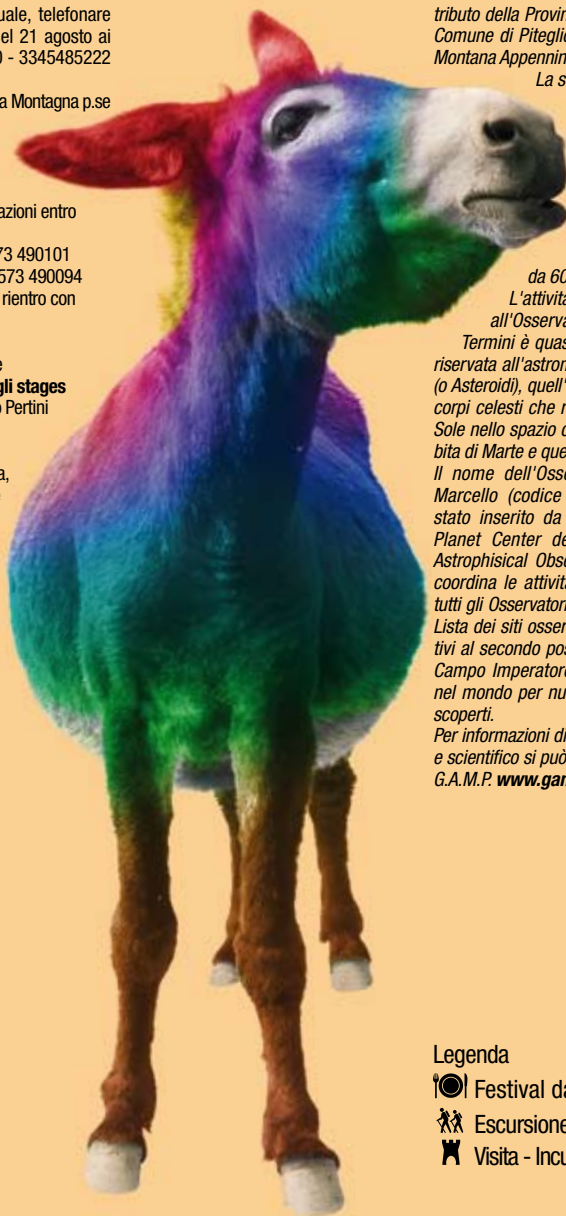 uale, telefonare
el 21 agosto ai
0 - 3345485222
a Montagna p.se
azioni entro
73 490101
573 490094
rientro con
e
gli stages
o Pertini
a,
tributo della Provin
Comune di Piteglio
Montana Appennin
La s
da 60
L'attivita
all'Osserva
Termini è quas
riservata all'astron
(o Asteroidi), quell'
corpi celesti che r
Sole nello spazio c
bita di Marte e que
Il nome dell'Osse
Marcello (codice
stato inserito da
Planet Center de
Astrophisical Obse
coordina le attivita
tutti gli Osservatori
Lista dei siti osser
tivi al secondo pos
Campo Imperatore
nel mondo per nu
scoperti.
Per informazioni di
e scientifico si può
G.A.M.P. www.gam
Legenda
Festival da
Escursione
Visita - Incu